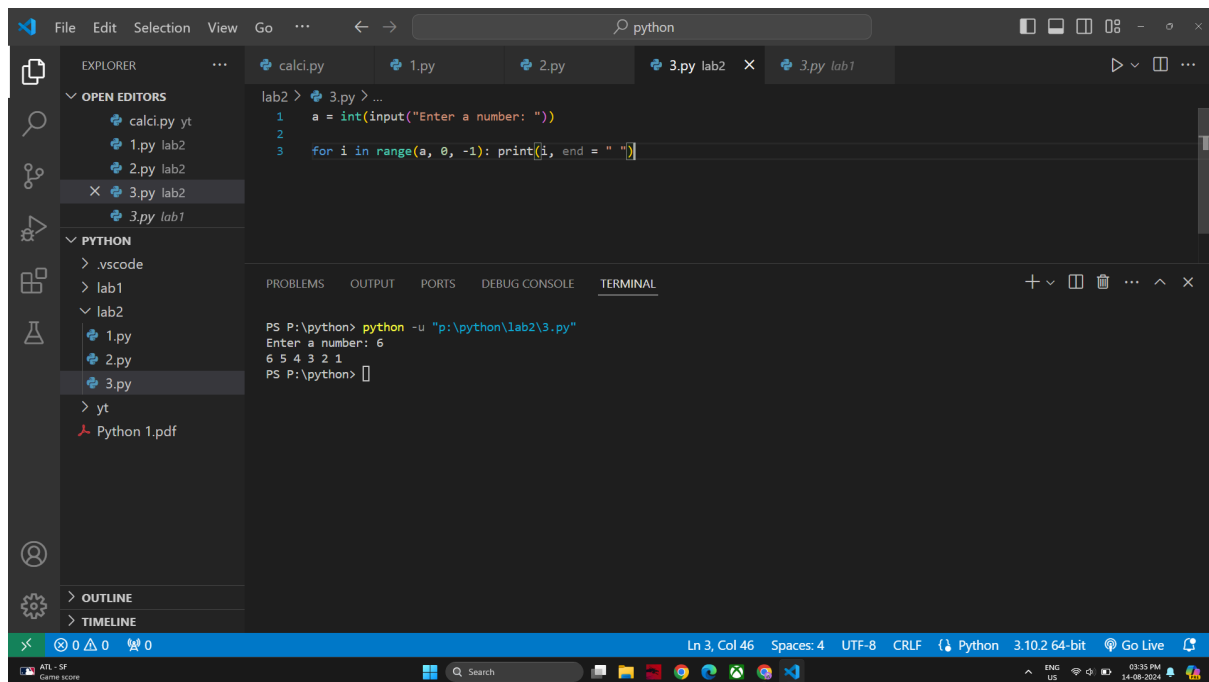 File Edit Selection View Go ··· python
EXPLORER ···
OPEN EDITORS
calci.py yt
1.py lab2
2.py lab2
3.py lab2
3.py lab1
PYTHON
.vscode
lab1
lab2
1.py
2.py
3.py
yt
Python 1.pdf
OUTLINE
TIMELINE
calci.py 1.py 2.py 3.py lab2 3.py lab1
lab2 > 3.py > ...
1 a = int(input("Enter a number: "))
2
3 for i in range(a, 0, -1): print(i, end = " ")
PROBLEMS OUTPUT PORTS DEBUG CONSOLE TERMINAL
PS P:\python> python -u "p:\python\lab2\3.py"
Enter a number: 6
6 5 4 3 2 1
PS P:\python>
0 0 0 Ln 3, Col 46 Spaces: 4 UTF-8 CRLF Python 3.10.2 64-bit Go Live
ATL - SF
Game score
Search
ENG
US
03:35 PM
14-08-2024